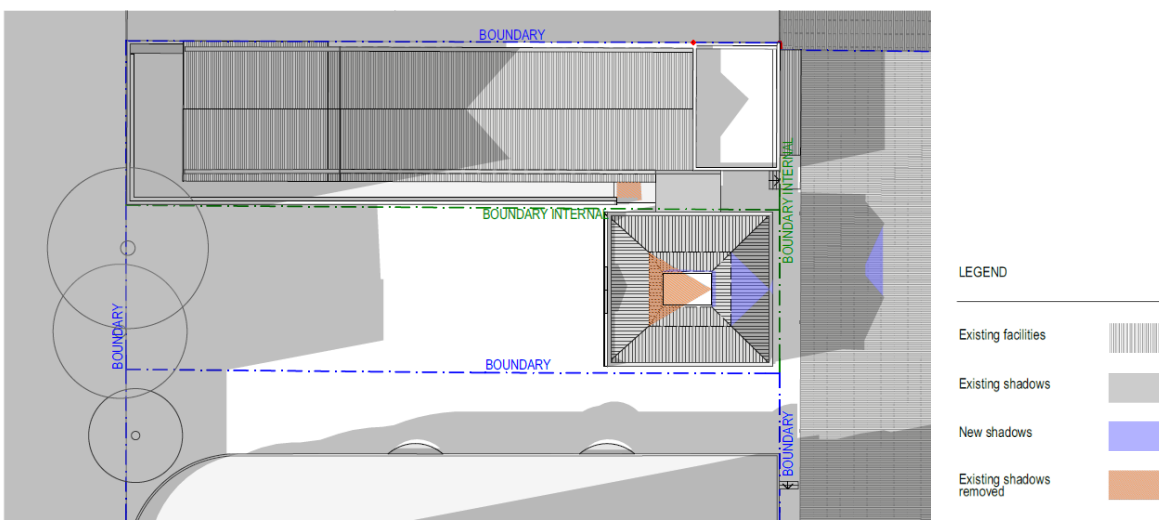 BOUNDARY
BOUNDARY INTERNAL
BOUNDARY INTERNAL
BOUNDARY
BOUNDARY
BOUNDARY
LEGEND
Existing facilities
Existing shadows
New shadows
Existing shadows
removed